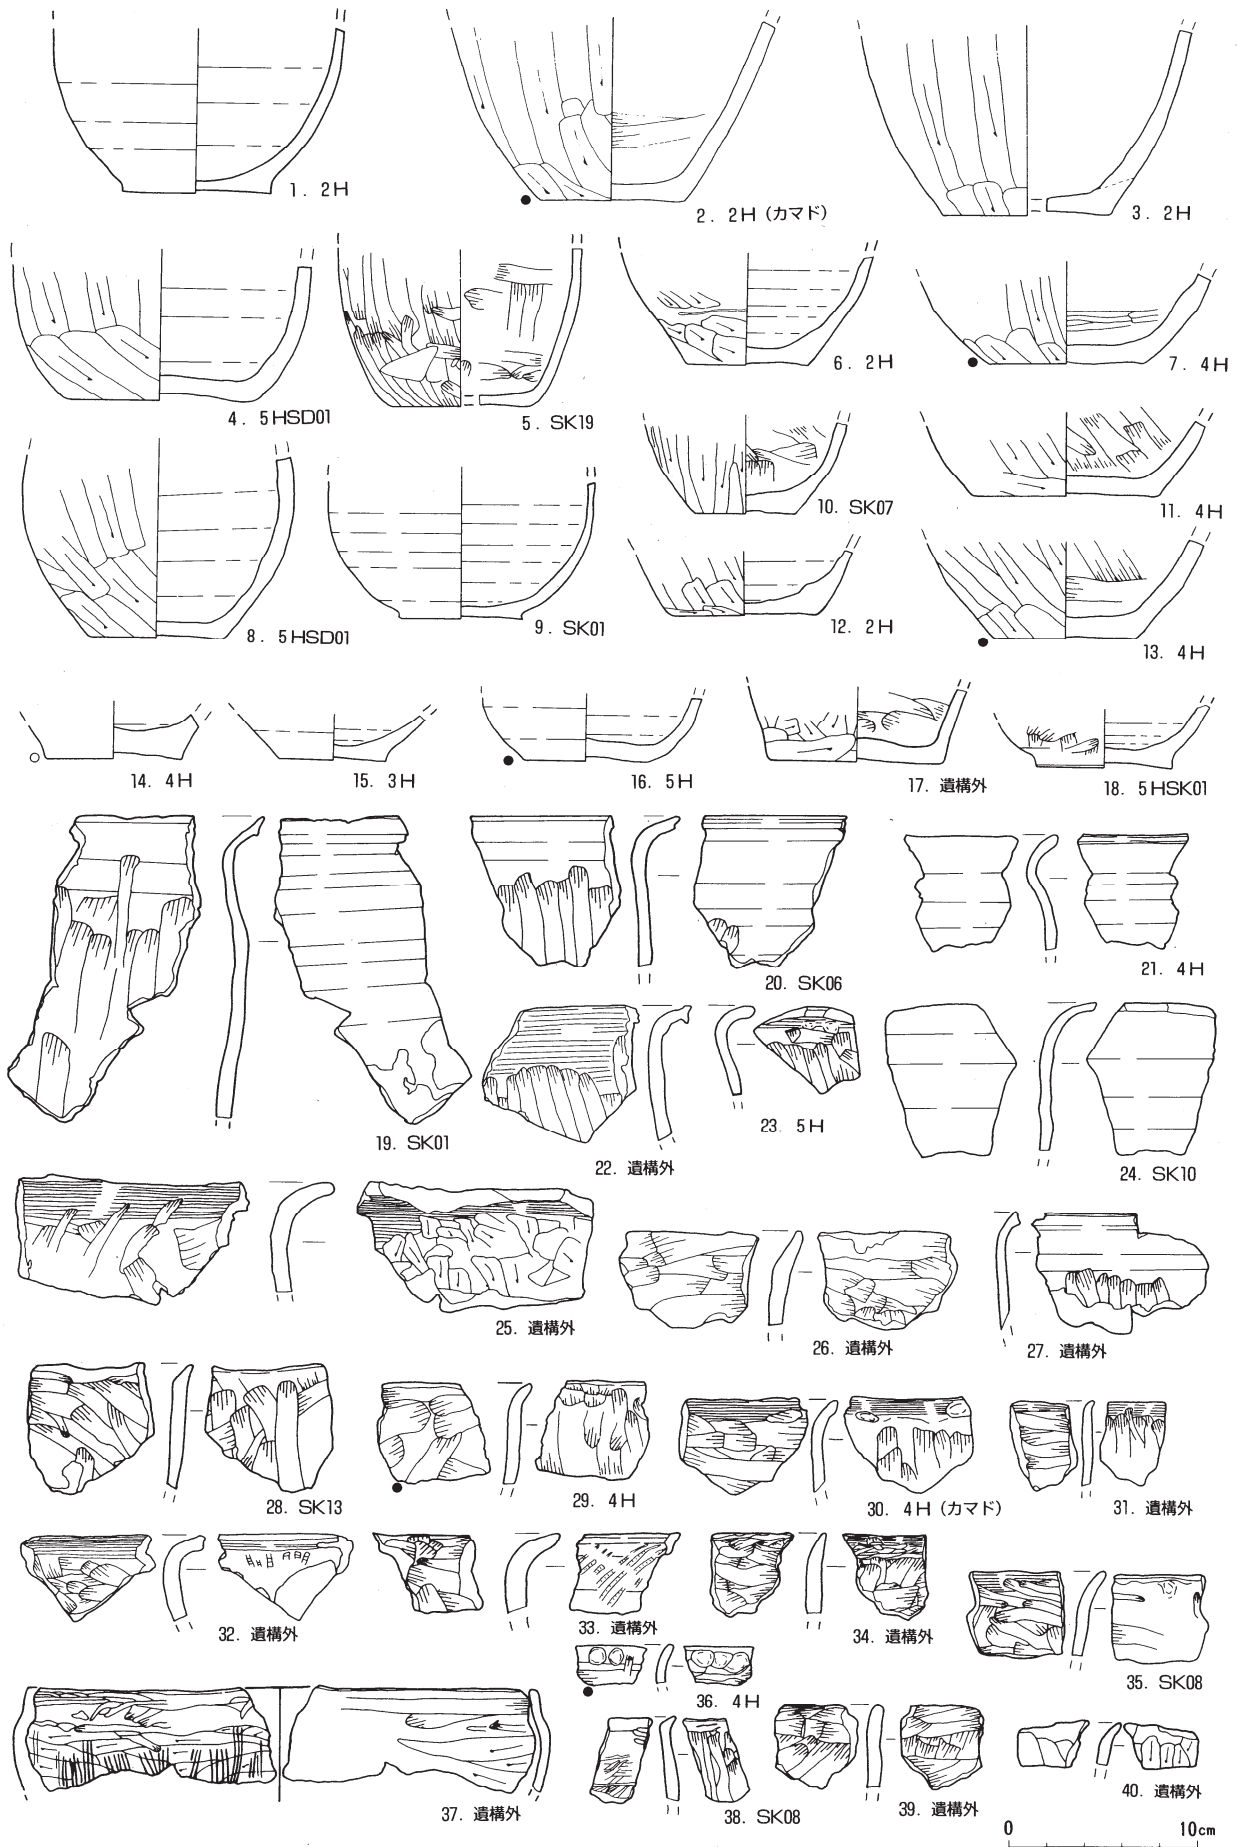 1. 2H
2. 2H(カマド)
3. 2H
4. 5HSD01
5. SK19
6. 2H
7. 4H
8. 5HSD01
9. SK01
10. SK07
11. 4H
12. 2H
13. 4H
14. 4H
15. 3H
16. 5H
17. 遺構外
18. 5HSK01
19. SK01
20. SK06
21. 4H
22. 遺構外
23. 5H
24. SK10
25. 遺構外
26. 遺構外
27. 遺構外
28. SK13
29. 4H
30. 4H(カマド)
31. 遺構外
32. 遺構外
33. 遺構外
34. 遺構外
35. SK08
36. 4H
37. 遺構外
38. SK08
39. 遺構外
40. 遺構外
0 10cm